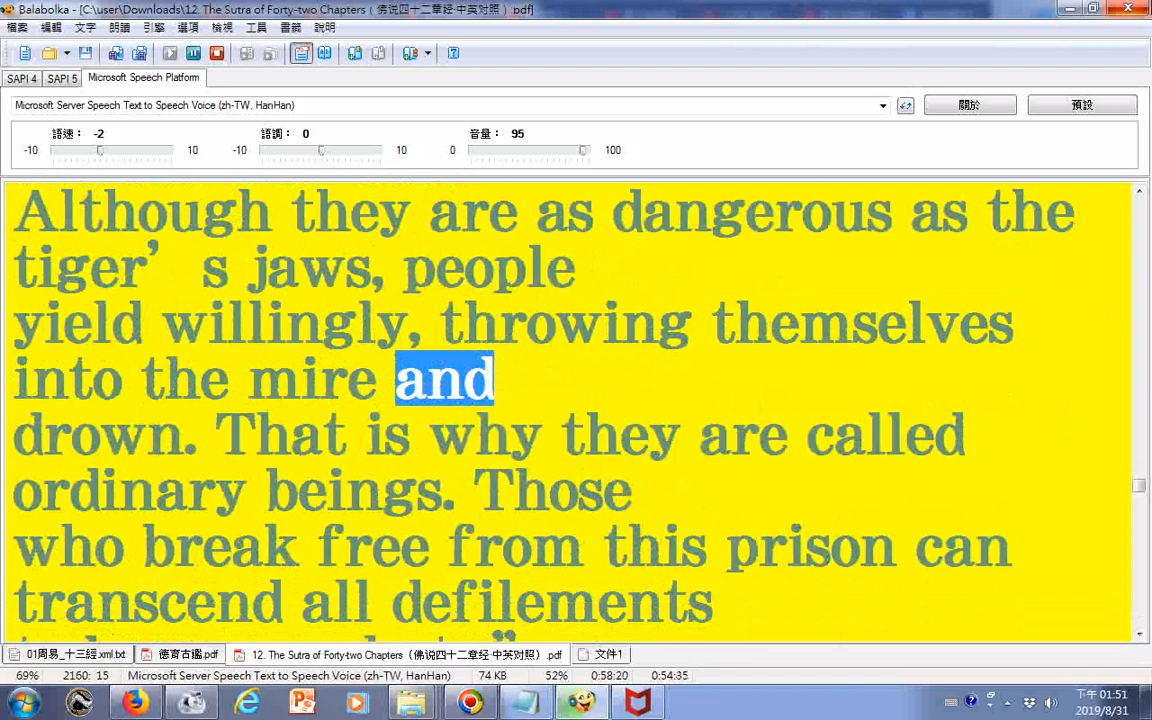 Balabolka - [C:\user\Downloads\12. The Sutra of Forty-two Chapters（佛说四十二章经·中英对照）.pdf]
檔案 編輯 文字 朗讀 引擎 選項 檢視 工具 書籤 說明
SAPI 4 SAPI 5 Microsoft Speech Platform
Microsoft Server Speech Text to Speech Voice (zh-TW, HanHan) 關於 預設
語速： -2 語調： 0 音量： 95
-10 10 -10 10 0 100
Although they are as dangerous as the
tiger’s jaws, people
yield willingly, throwing themselves
into the mire and
drown. That is why they are called
ordinary beings. Those
who break free from this prison can
transcend all defilements
01周易_十三經.xml.txt 德育古鑑.pdf 12. The Sutra of Forty-two Chapters（佛说四十二章经·中英对照）.pdf 文件1
69% 2160: 15 Microsoft Server Speech Text to Speech Voice (zh-TW, HanHan) 74 KB 52% 0:58:20 0:54:35
下午 01:51
2019/8/31